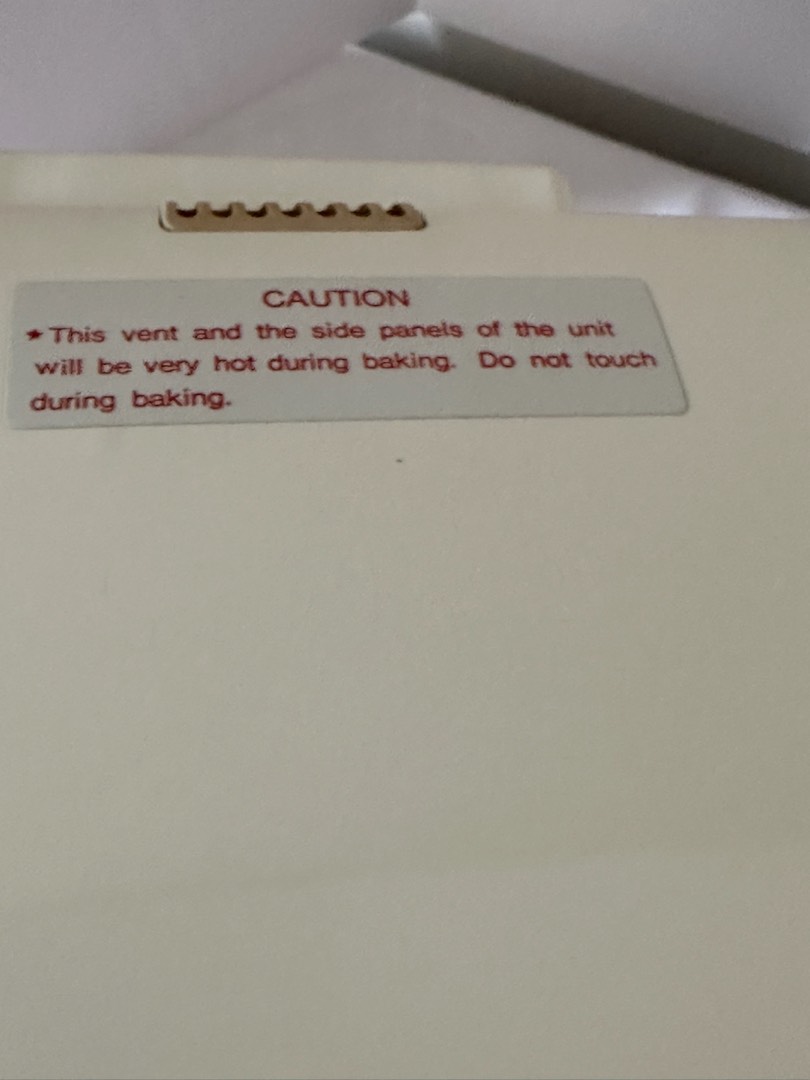 CAUTION
★This vent and the side panels of the unit
will be very hot during baking. Do not touch
during baking.